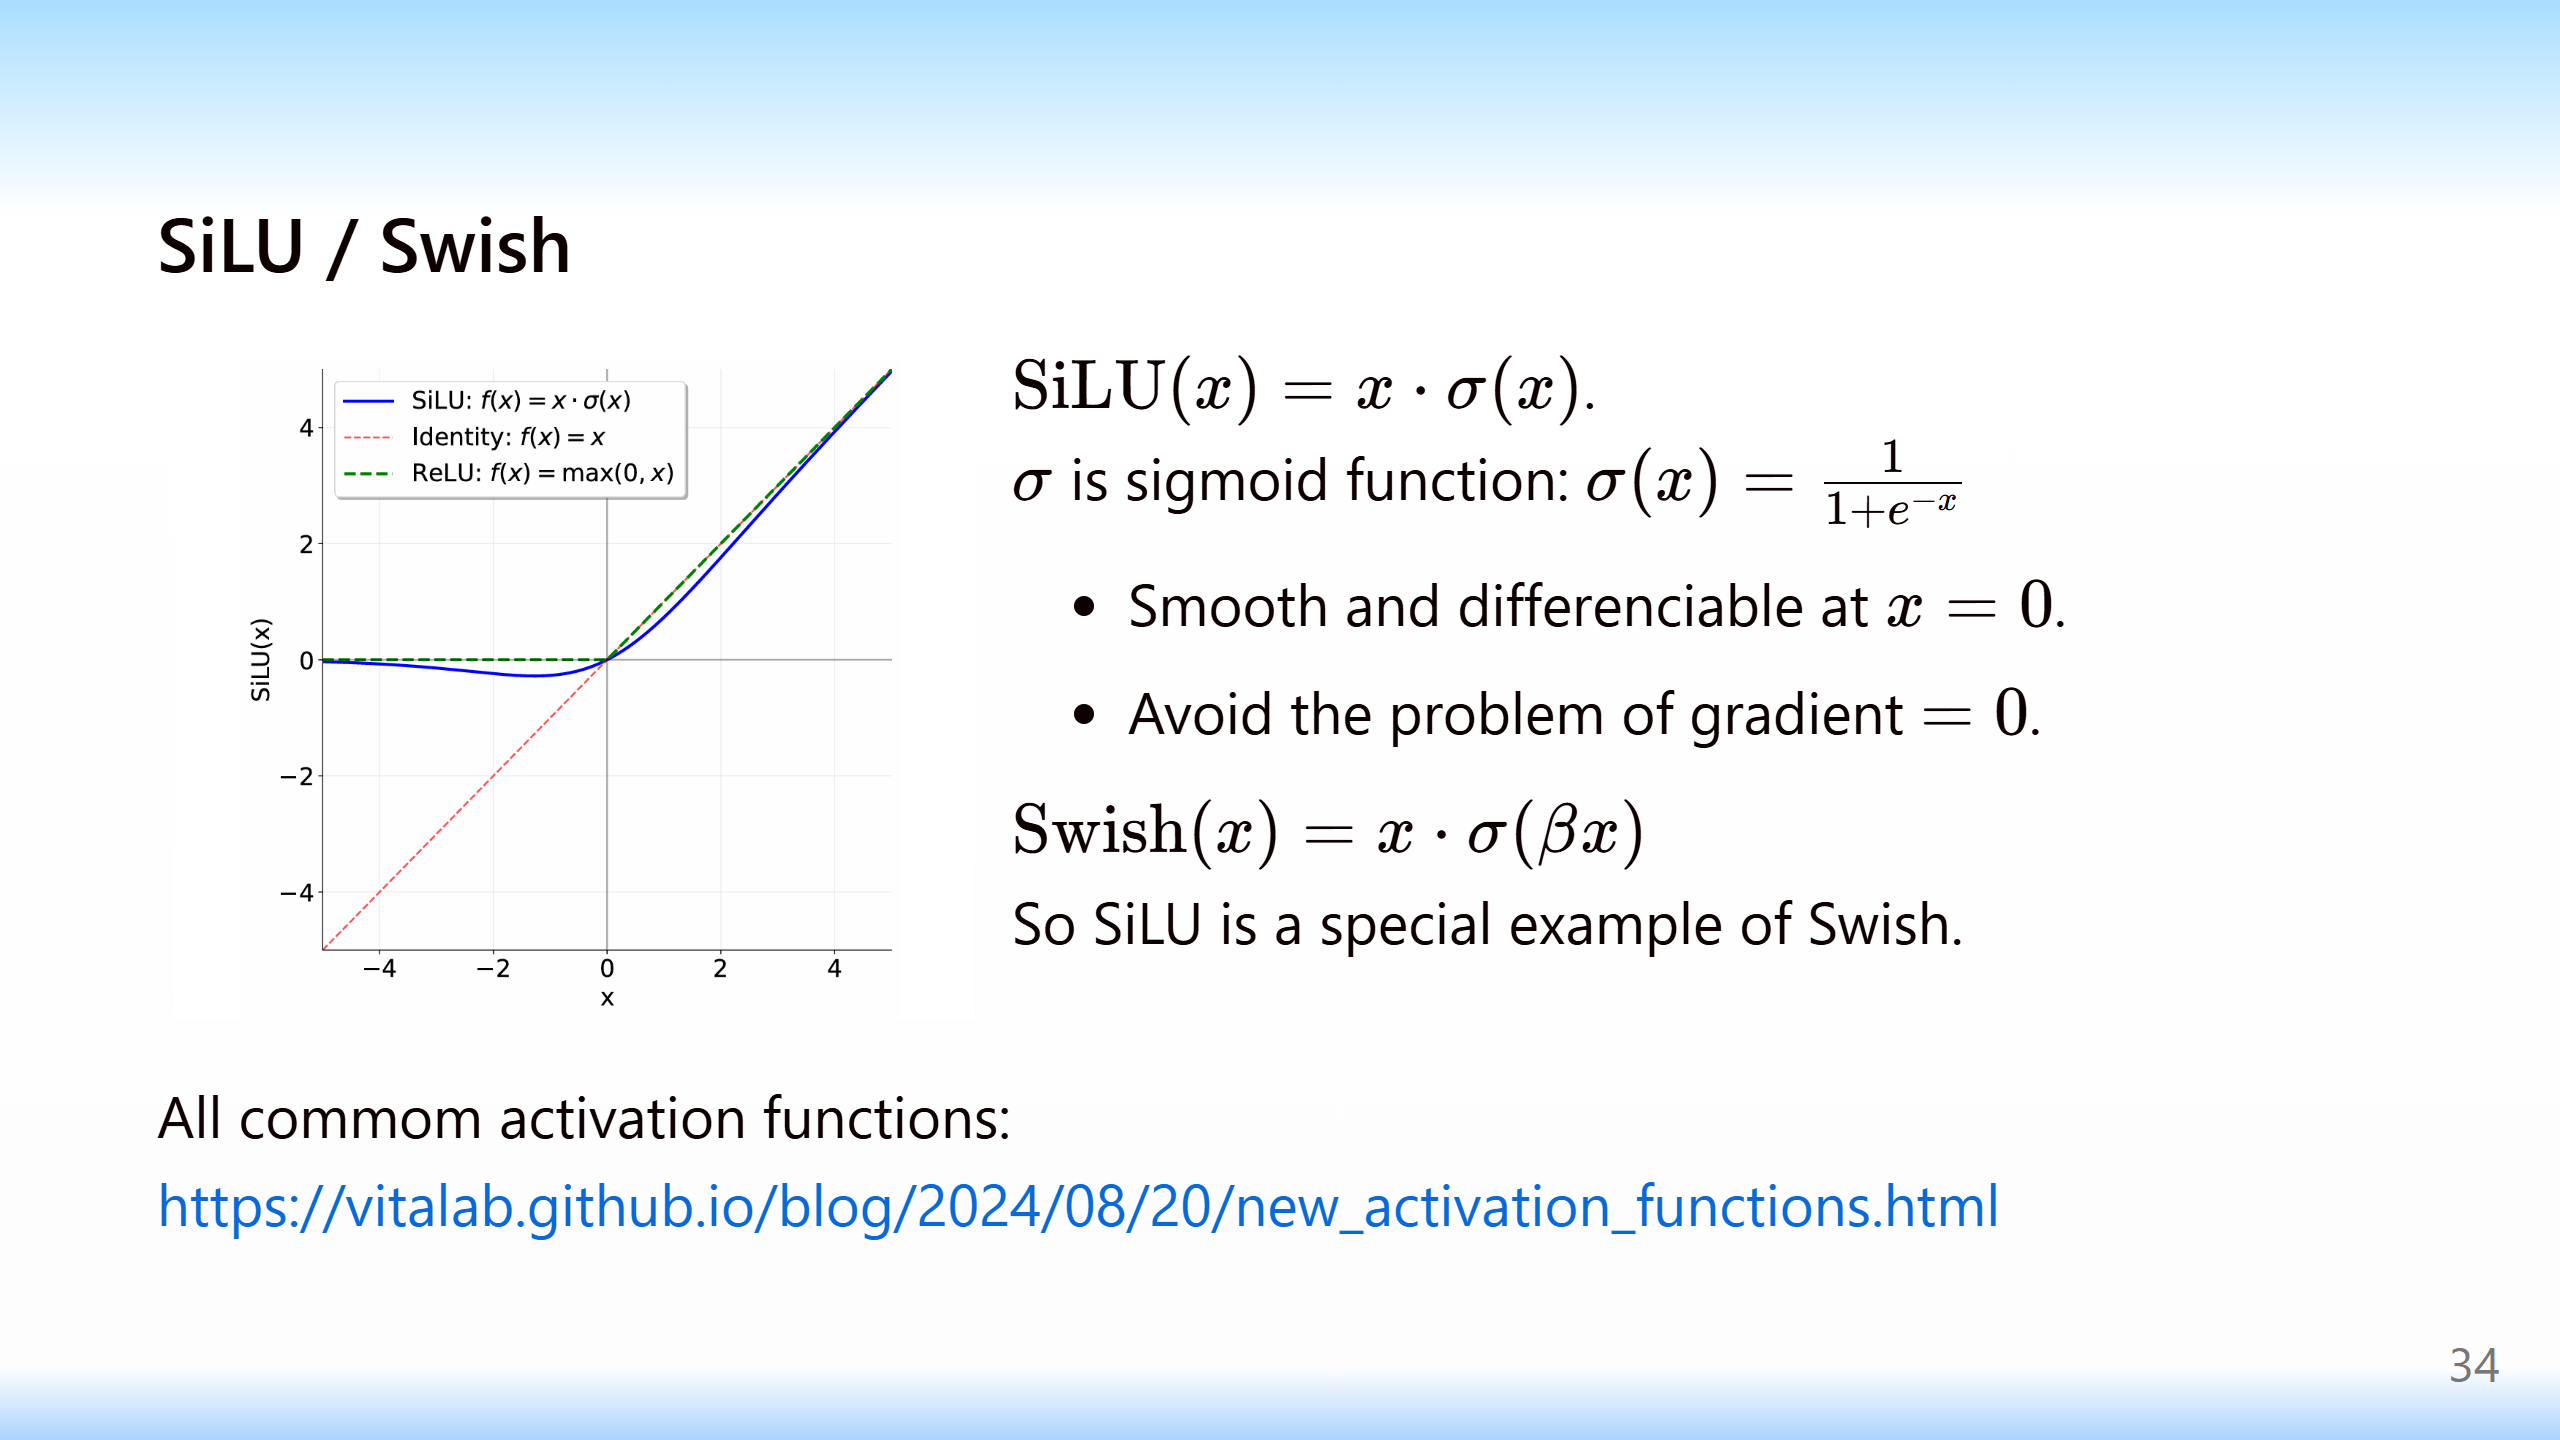 SiLU / Swish
SiLU: f(x) = x · σ(x)
Identity: f(x) = x
ReLU: f(x) = max(0, x)
4
2
0
−2
−4
SiLU(x)
−4 −2 0 2 4
x
SiLU(x) = x · σ(x).
σ is sigmoid function: σ(x) = 1 / (1+e^−x)
• Smooth and differenciable at x = 0.
• Avoid the problem of gradient = 0.
Swish(x) = x · σ(βx)
So SiLU is a special example of Swish.
All commom activation functions:
https://vitalab.github.io/blog/2024/08/20/new_activation_functions.html
34